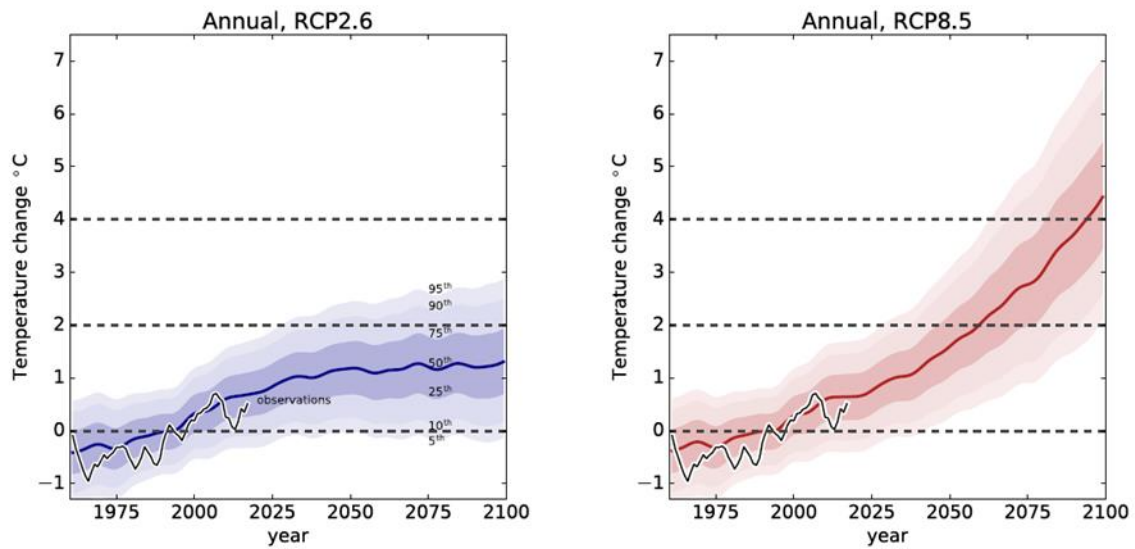 Annual, RCP2.6
Temperature change °C
7
6
5
4
3
2
1
0
−1
95th
90th
75th
50th
25th
10th
5th
observations
1975 2000 2025 2050 2075 2100
year
Annual, RCP8.5
Temperature change °C
7
6
5
4
3
2
1
0
−1
1975 2000 2025 2050 2075 2100
year